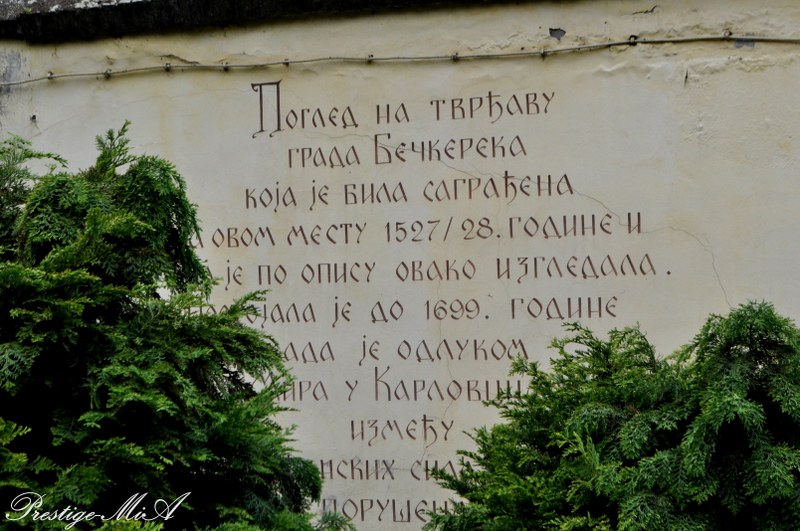 Поглед на тврђаву
града Бечкерека
која је била саграђена
овом месту 1527/28. године и
је по опису овако изгледала.
је до 1699. године
је одлуком
у
између
Prestige-MiA